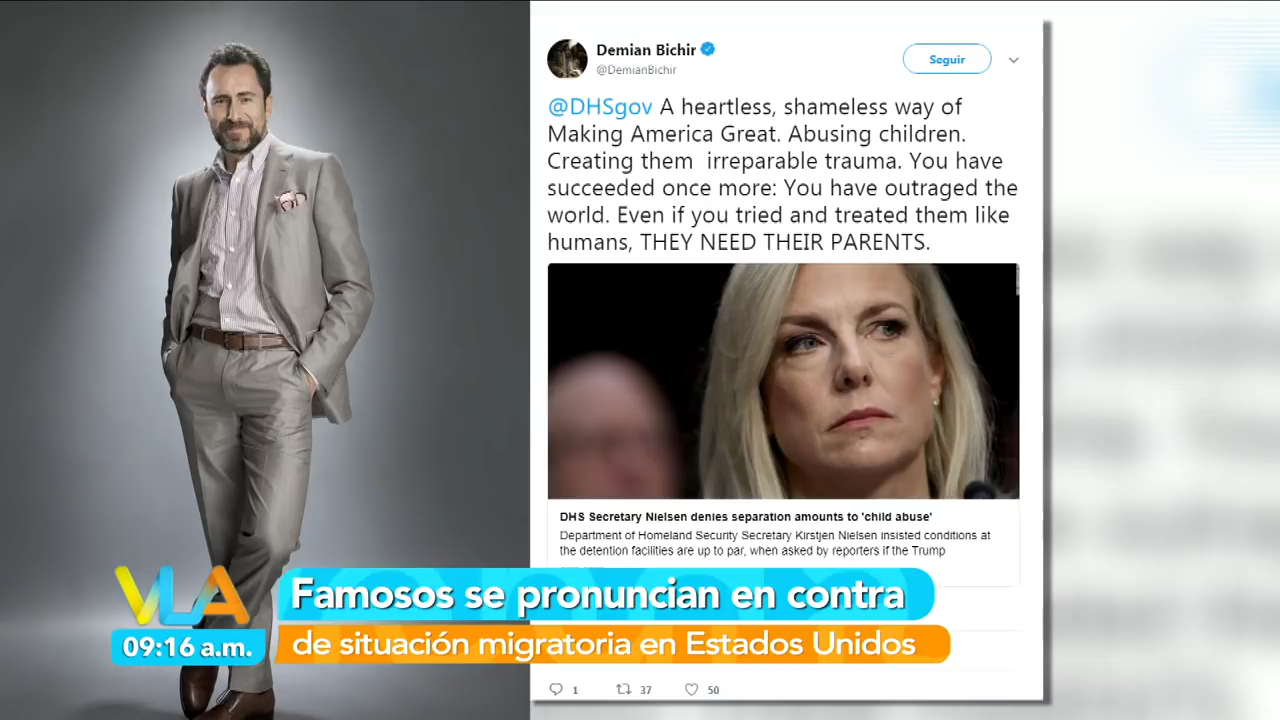 Demian Bichir
@DemianBichir
Seguir
@DHSgov A heartless, shameless way of
Making America Great. Abusing children.
Creating them irreparable trauma. You have
succeeded once more: You have outraged the
world. Even if you tried and treated them like
humans, THEY NEED THEIR PARENTS.
DHS Secretary Nielsen denies separation amounts to 'child abuse'
Department of Homeland Security Secretary Kirstjen Nielsen insisted conditions at
the detention facilities are up to par, when asked by reporters if the Trump
VLA
09:16 a.m.
Famosos se pronuncian en contra
de situación migratoria en Estados Unidos
1 37 50